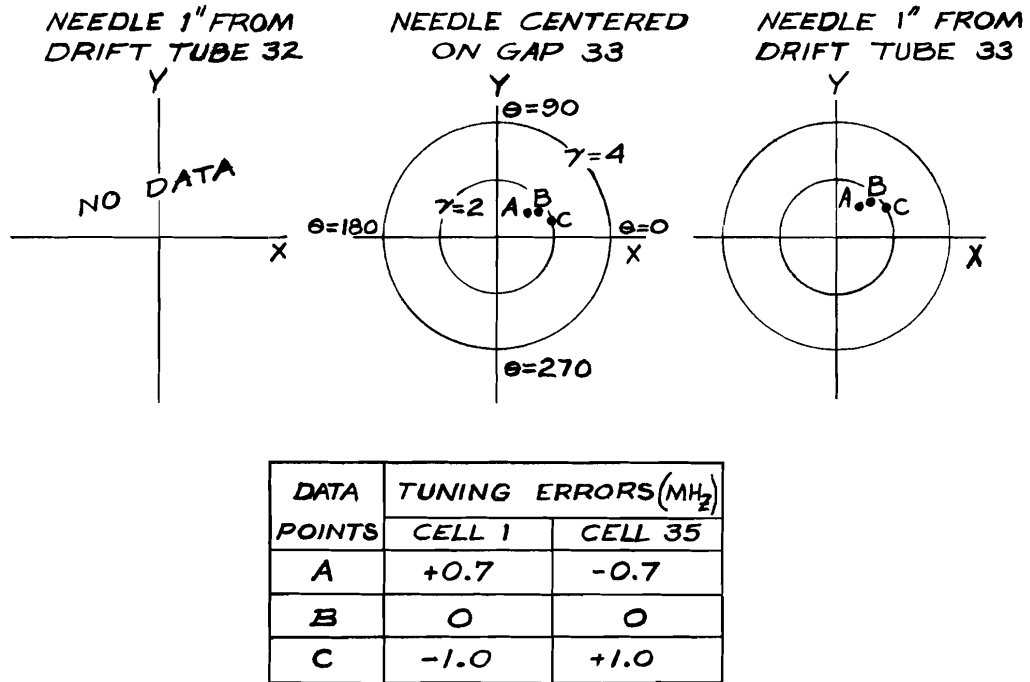 NEEDLE 1" FROM
DRIFT TUBE 32
Y
NO DATA
X
NEEDLE CENTERED
ON GAP 33
Y
θ=90
γ=4
γ=2
A
B
C
θ=180
θ=0
X
θ=270
NEEDLE 1" FROM
DRIFT TUBE 33
Y
A
B
C
X
DATA POINTS
TUNING ERRORS (MHz)
CELL 1
CELL 35
A +0.7 -0.7
B 0 0
C -1.0 +1.0